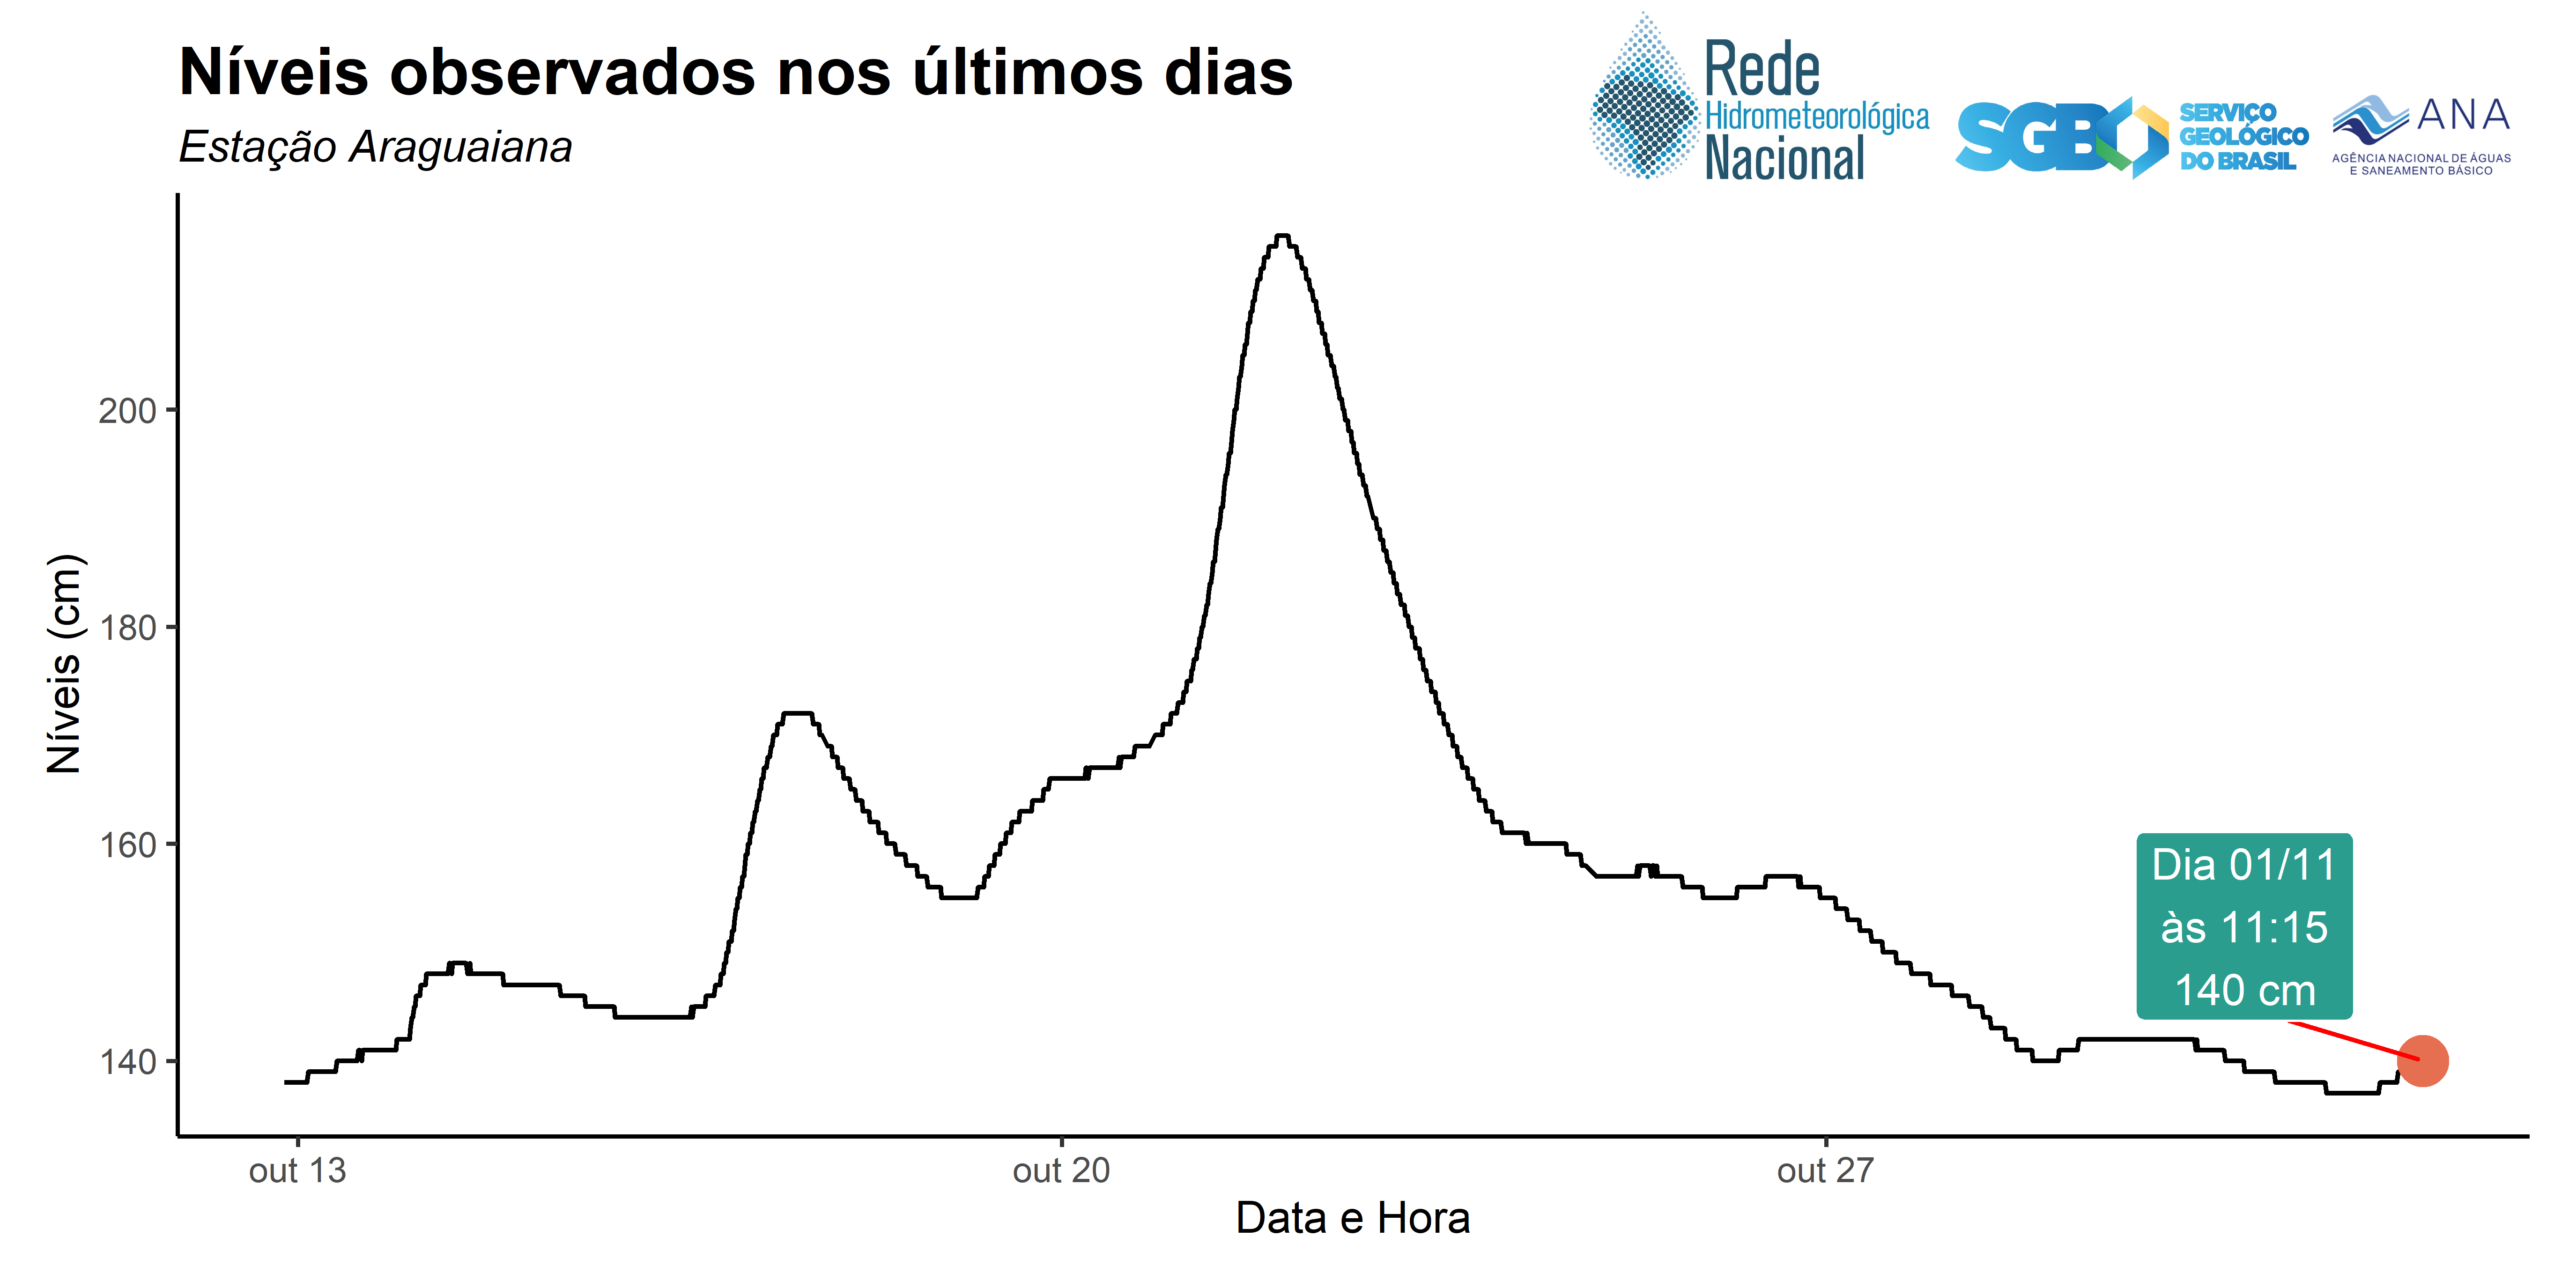 Níveis observados nos últimos dias
Estação Araguaiana
Rede
Hidrometeorológica
Nacional
SGB
SERVIÇO
GEOLÓGICO
DO BRASIL
ANA
AGÊNCIA NACIONAL DE ÁGUAS
E SANEAMENTO BÁSICO
Níveis (cm)
200
180
160
140
Dia 01/11
às 11:15
140 cm
out 13
out 20
out 27
Data e Hora